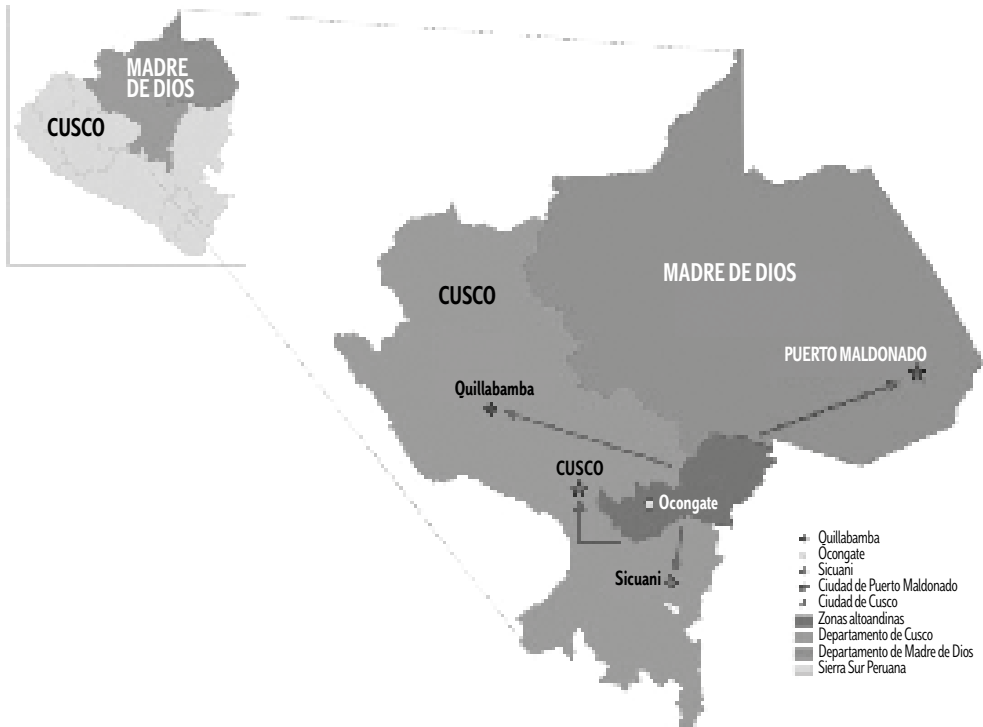 MADRE
DE DIOS
CUSCO
MADRE DE DIOS
CUSCO
PUERTO MALDONADO
Quillabamba
CUSCO
Ocongate
Sicuani
Quillabamba
Ocongate
Sicuani
Ciudad de Puerto Maldonado
Ciudad de Cusco
Zonas altoandinas
Departamento de Cusco
Departamento de Madre de Dios
Sierra Sur Peruana